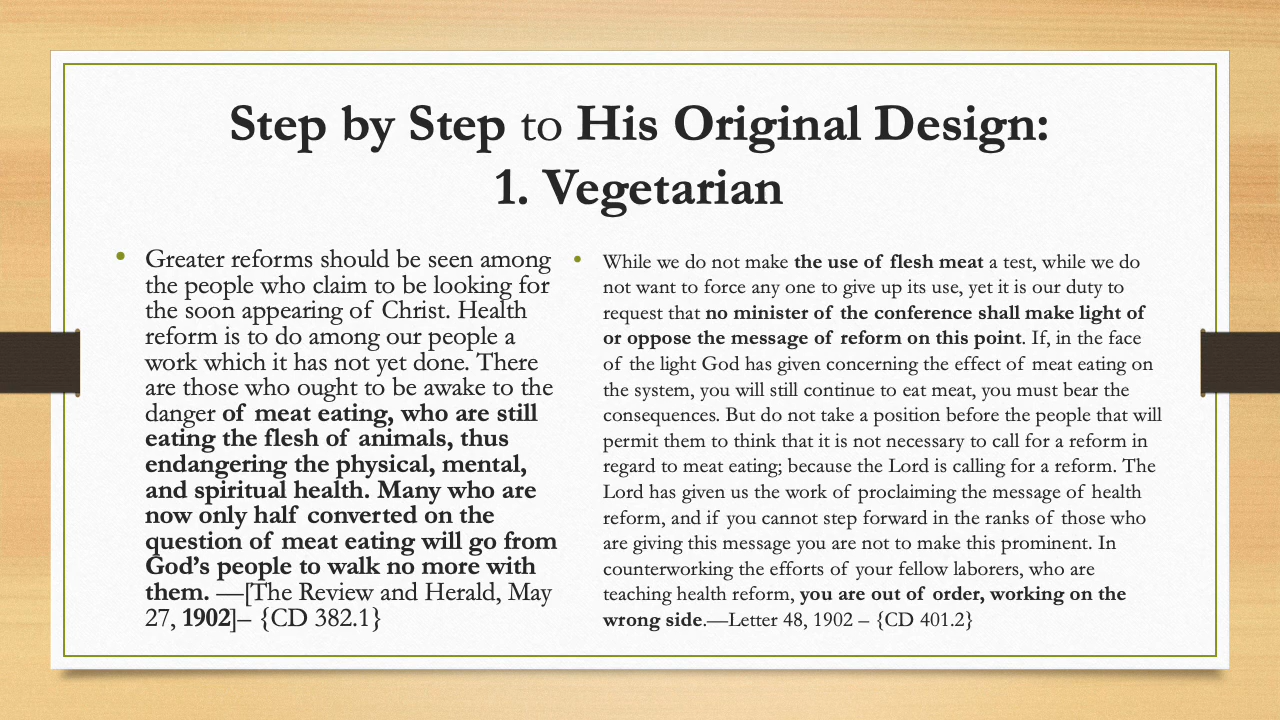 Step by Step to His Original Design:
1. Vegetarian
• Greater reforms should be seen among
the people who claim to be looking for
the soon appearing of Christ. Health
reform is to do among our people a
work which it has not yet done. There
are those who ought to be awake to the
danger of meat eating, who are still
eating the flesh of animals, thus
endangering the physical, mental,
and spiritual health. Many who are
now only half converted on the
question of meat eating will go from
God’s people to walk no more with
them. —[The Review and Herald, May
27, 1902]– {CD 382.1}
• While we do not make the use of flesh meat a test, while we do
not want to force any one to give up its use, yet it is our duty to
request that no minister of the conference shall make light of
or oppose the message of reform on this point. If, in the face
of the light God has given concerning the effect of meat eating on
the system, you will still continue to eat meat, you must bear the
consequences. But do not take a position before the people that will
permit them to think that it is not necessary to call for a reform in
regard to meat eating; because the Lord is calling for a reform. The
Lord has given us the work of proclaiming the message of health
reform, and if you cannot step forward in the ranks of those who
are giving this message you are not to make this prominent. In
counterworking the efforts of your fellow laborers, who are
teaching health reform, you are out of order, working on the
wrong side.—Letter 48, 1902 – {CD 401.2}